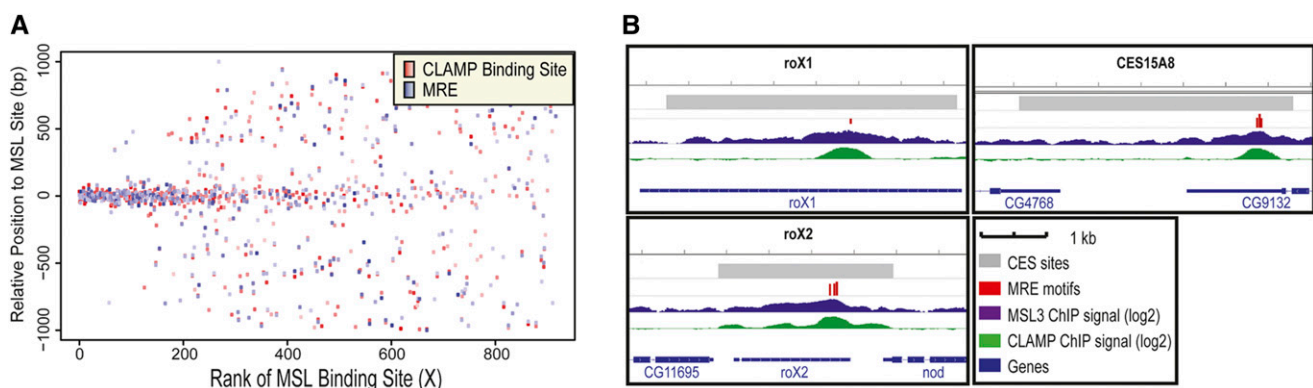 A
Relative Position to MSL Site (bp)
1000
500
0
−500
−1000
CLAMP Binding Site
MRE
0
200
400
600
800
Rank of MSL Binding Site (X)
B
roX1
roX1
CES15A8
CG4768
CG9132
roX2
CG11695
roX2
nod
1 kb
CES sites
MRE motifs
MSL3 ChIP signal (log2)
CLAMP ChIP signal (log2)
Genes